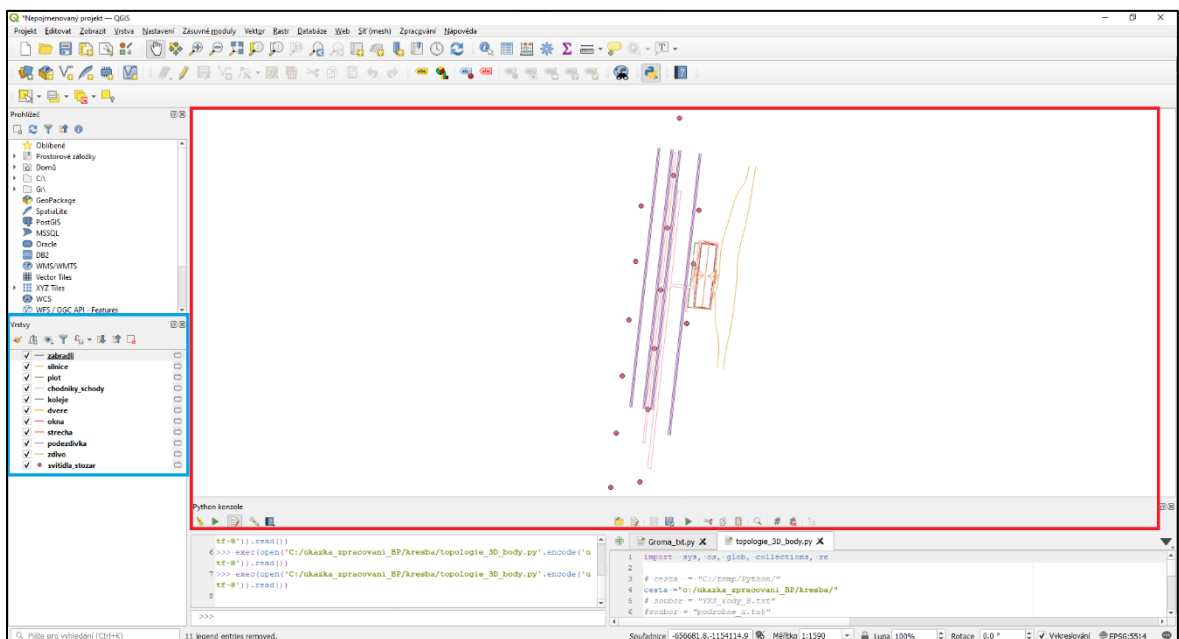 *Nepojmenovaný projekt — QGIS
Projekt Editovat Zobrazit Vrstva Nastavení Zásuvné moduly Vektor Rastr Databáze Web Síť (mesh) Zpracování Nápověda
Prohlížeč
Oblíbené
Prostorové záložky
Domů
C:\
G:\
GeoPackage
SpatiaLite
PostGIS
MSSQL
Oracle
DB2
WMS/WMTS
Vector Tiles
XYZ Tiles
WCS
WFS / OGC API - Features
Vrstvy
zabradlí
silnice
plot
chodniky_schody
koleje
dvere
okna
strecha
podezdivka
zdivo
svitidla_stozar
Python konzole
tf-8')).read())
6 >>> exec(open('C:/ukazka_zpracovani_BP/kresba/topologie_3D_body.py'.encode('u
tf-8')).read())
7 >>> exec(open('C:/ukazka_zpracovani_BP/kresba/topologie_3D_body.py'.encode('u
tf-8')).read())
8
>>>
Groma_txt.py
topologie_3D_body.py
1 import sys, os, glob, collections, re
2
3 # cesta = "C:/temp/Python/"
4 cesta="c:/ukazka_zpracovani_BP/kresba/"
5 # soubor = "YXZ_kody_B.txt"
6 #soubor = "podrobne_x.txt"
Pište pro vyhledání (Ctrl+K)
11 legend entries removed.
Souřadnice -656681.8,-1154114.9 Měřítko 1:1590 Lupa 100% Rotace 0.0 ° Vykreslování EPSG:5514